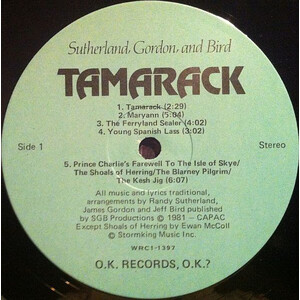 Sutherland, Gordon, and Bird
TAMARACK
1. Tamarack (2:29)
2. Maryann (5:04)
3. The Ferryland Sealer (4:02)
4. Young Spanish Lass (3:02)
Side 1
Stereo
5. Prince Charlie's Farewell To The Isle of Skye/
The Shoals of Herring/The Blarney Pilgrim/
The Kesh Jig (6:07)
All music and lyrics traditional,
arrangements by Randy Sutherland,
James Gordon and Jeff Bird published by
SGB Productions © 1981 - CAPAC
Except Shoals of Herring by Ewan McColl
© Stormking Music Inc.
WRC1-1397
O.K. RECORDS, O.K.?